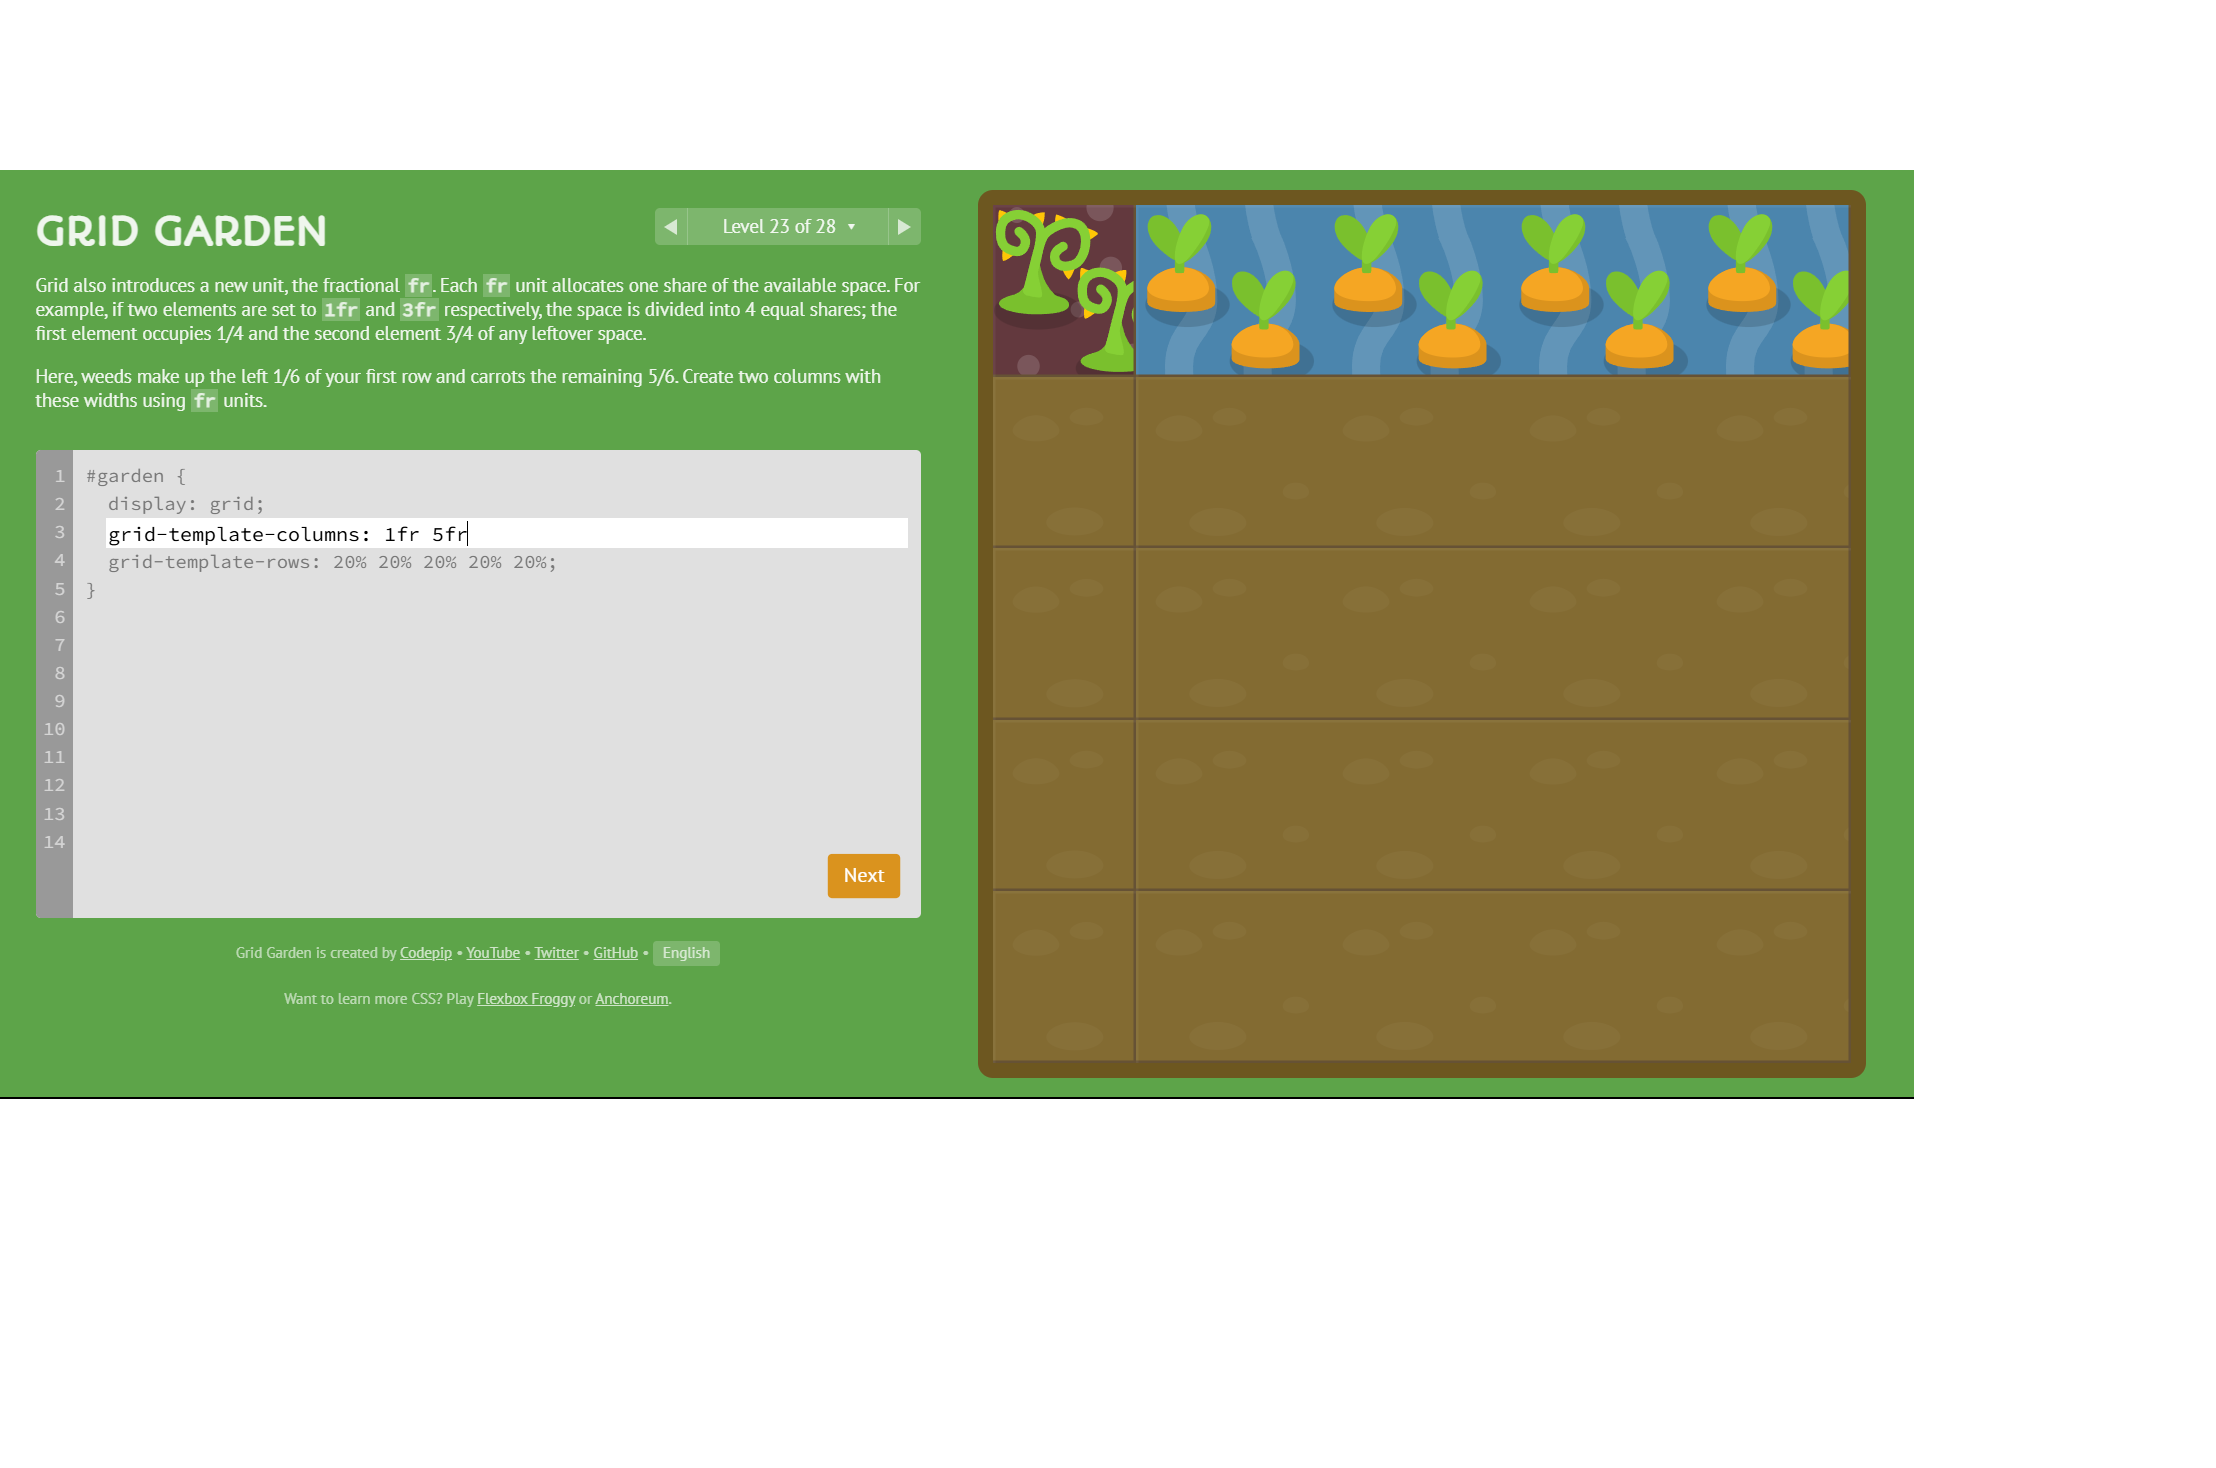 GRID GARDEN
Level 23 of 28
Grid also introduces a new unit, the fractional fr. Each fr unit allocates one share of the available space. For
example, if two elements are set to 1fr and 3fr respectively, the space is divided into 4 equal shares; the
first element occupies 1/4 and the second element 3/4 of any leftover space.
Here, weeds make up the left 1/6 of your first row and carrots the remaining 5/6. Create two columns with
these widths using fr units.
1 #garden {
2 display: grid;
3 grid-template-columns: 1fr 5fr
4 grid-template-rows: 20% 20% 20% 20% 20%;
5 }
6
7
8
9
10
11
12
13
14
Next
Grid Garden is created by Codepip • YouTube • Twitter • GitHub • English
Want to learn more CSS? Play Flexbox Froggy or Anchoreum.